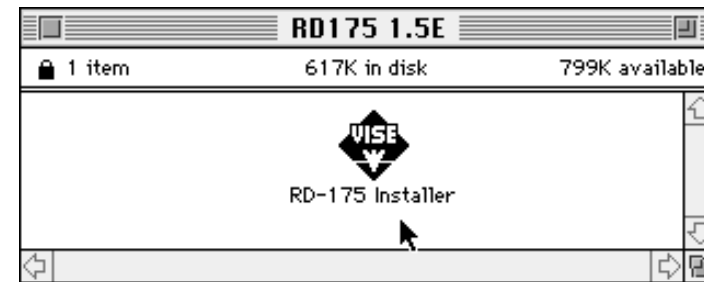 RD175 1.5E
1 item 617K in disk 799K available
VISE
RD-175 Installer